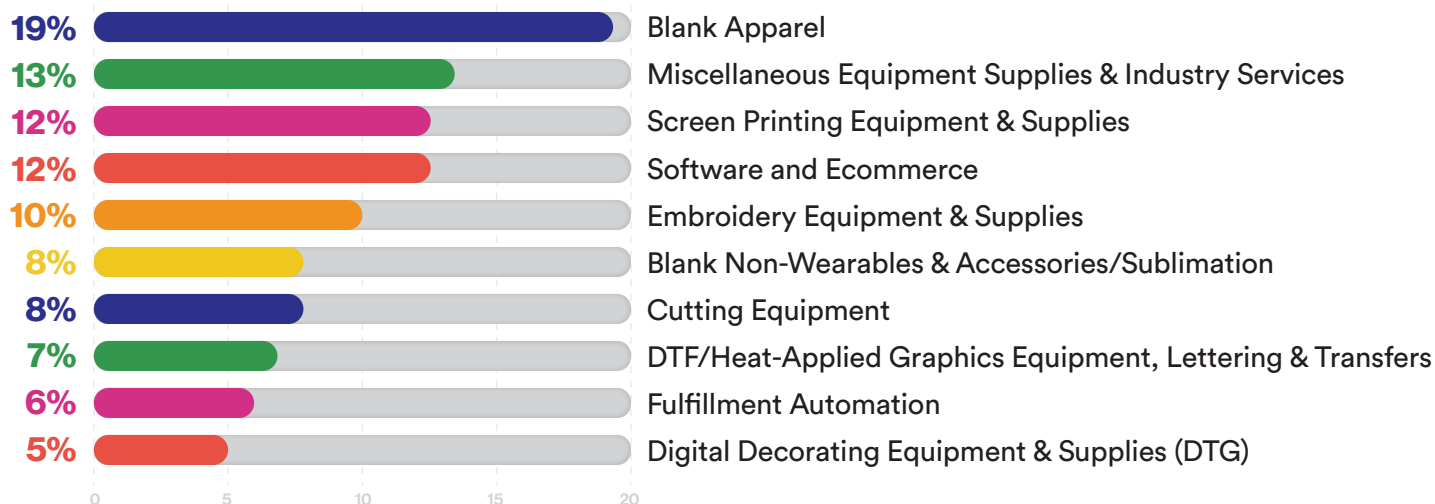 19% Blank Apparel
13% Miscellaneous Equipment Supplies & Industry Services
12% Screen Printing Equipment & Supplies
12% Software and Ecommerce
10% Embroidery Equipment & Supplies
8% Blank Non-Wearables & Accessories/Sublimation
8% Cutting Equipment
7% DTF/Heat-Applied Graphics Equipment, Lettering & Transfers
6% Fulfillment Automation
5% Digital Decorating Equipment & Supplies (DTG)
0 5 10 15 20